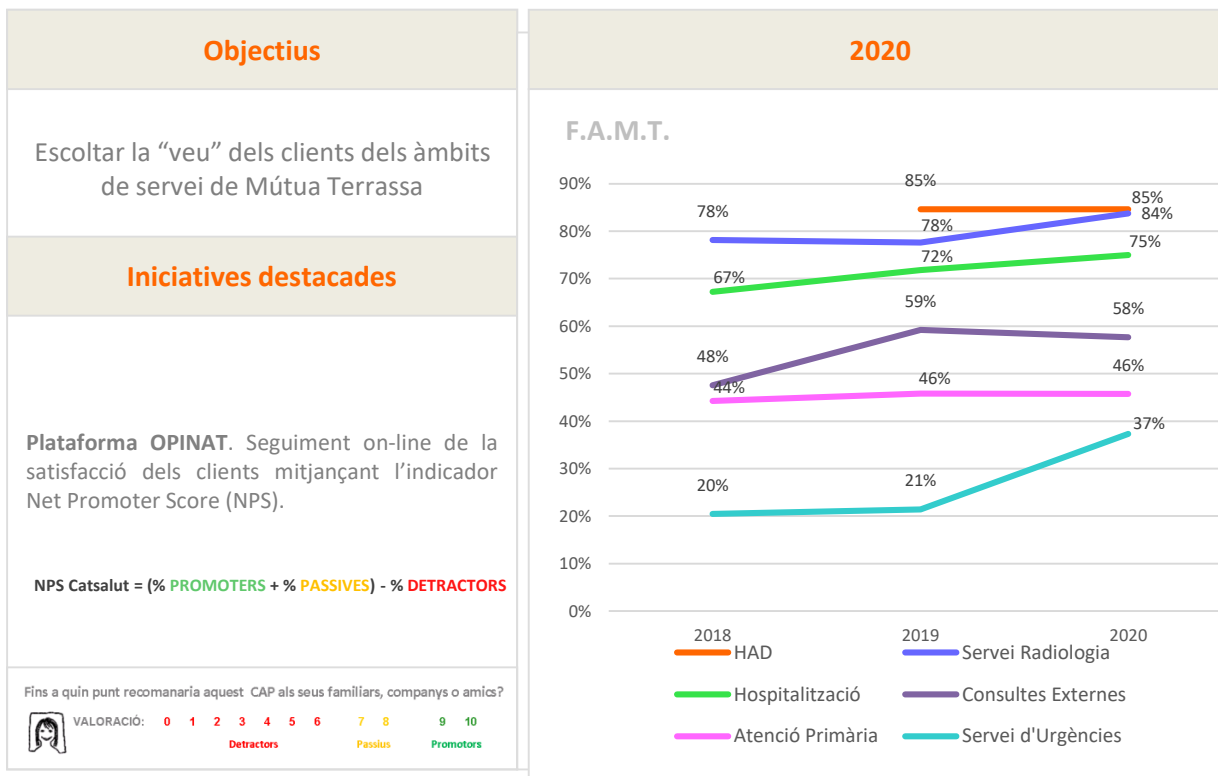 Objectius
Escoltar la “veu” dels clients dels àmbits
de servei de Mútua Terrassa
Iniciatives destacades
Plataforma OPINAT. Seguiment on-line de la
satisfacció dels clients mitjançant l’indicador
Net Promoter Score (NPS).
NPS Catsalut = (% PROMOTERS + % PASSIVES) - % DETRACTORS
Fins a quin punt recomanaria aquest CAP als seus familiars, companys o amics?
VALORACIÓ: 0 1 2 3 4 5 6 7 8 9 10
Detractors Passius Promotors
2020
F.A.M.T.
90%
80%
70%
60%
50%
40%
30%
20%
10%
0%
85% 85%
78% 78% 84%
67% 72% 75%
48% 59% 58%
44% 46% 46%
20% 21% 37%
2018 2019 2020
HAD Servei Radiologia
Hospitalització Consultes Externes
Atenció Primària Servei d'Urgències